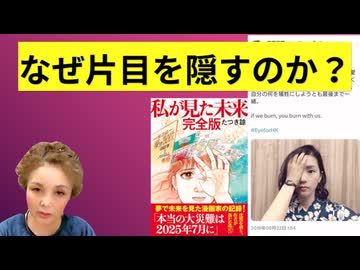 なぜ片目を隠すのか？
私が見た未来
完全版
たつき諒
夢で未来を見た漫画家の記録！
「本当の大災難は
2025年7月に」
自分の何を犠牲にしようとも最後まで一
緒。
if we burn, you burn with us.
#EyeforHK